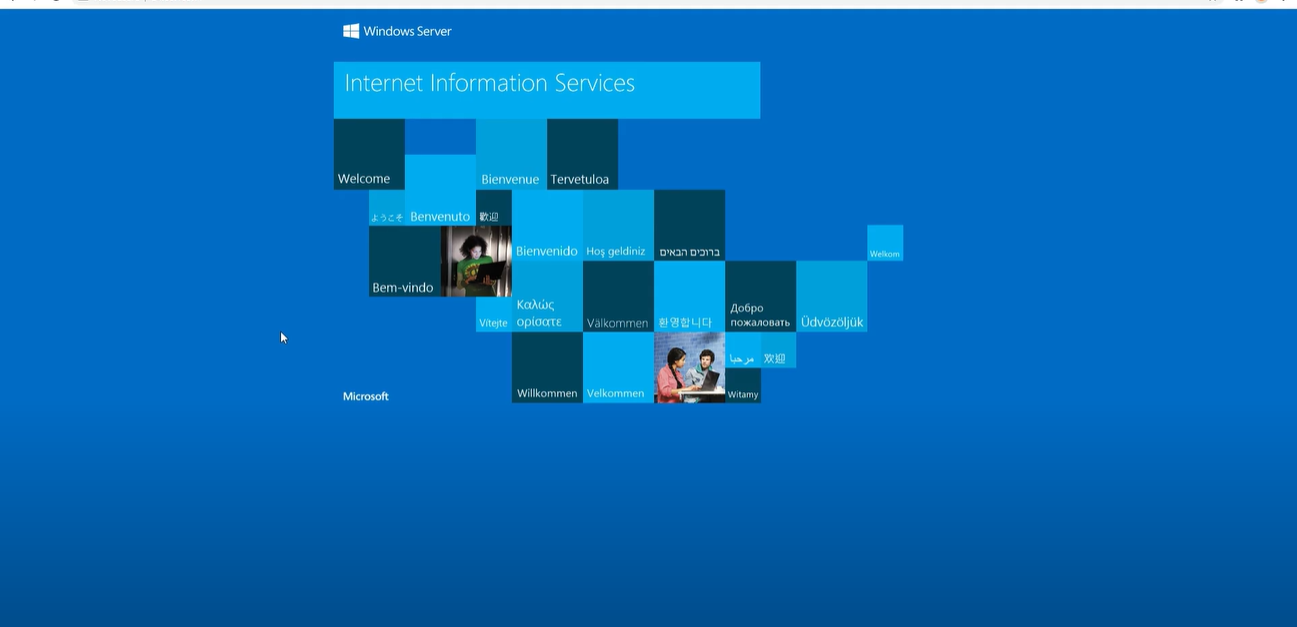 Windows Server
Internet Information Services
Welcome
Bienvenue
Tervetuloa
ようこそ
Benvenuto
歡迎
Bienvenido
Hoş geldiniz
ברוכים הבאים
Welkom
Bem-vindo
Vítejte
Καλώς
ορίσατε
Välkommen
환영합니다
Добро
пожаловать
Üdvözöljük
Willkommen
Velkommen
مرحبا
欢迎
Witamy
Microsoft